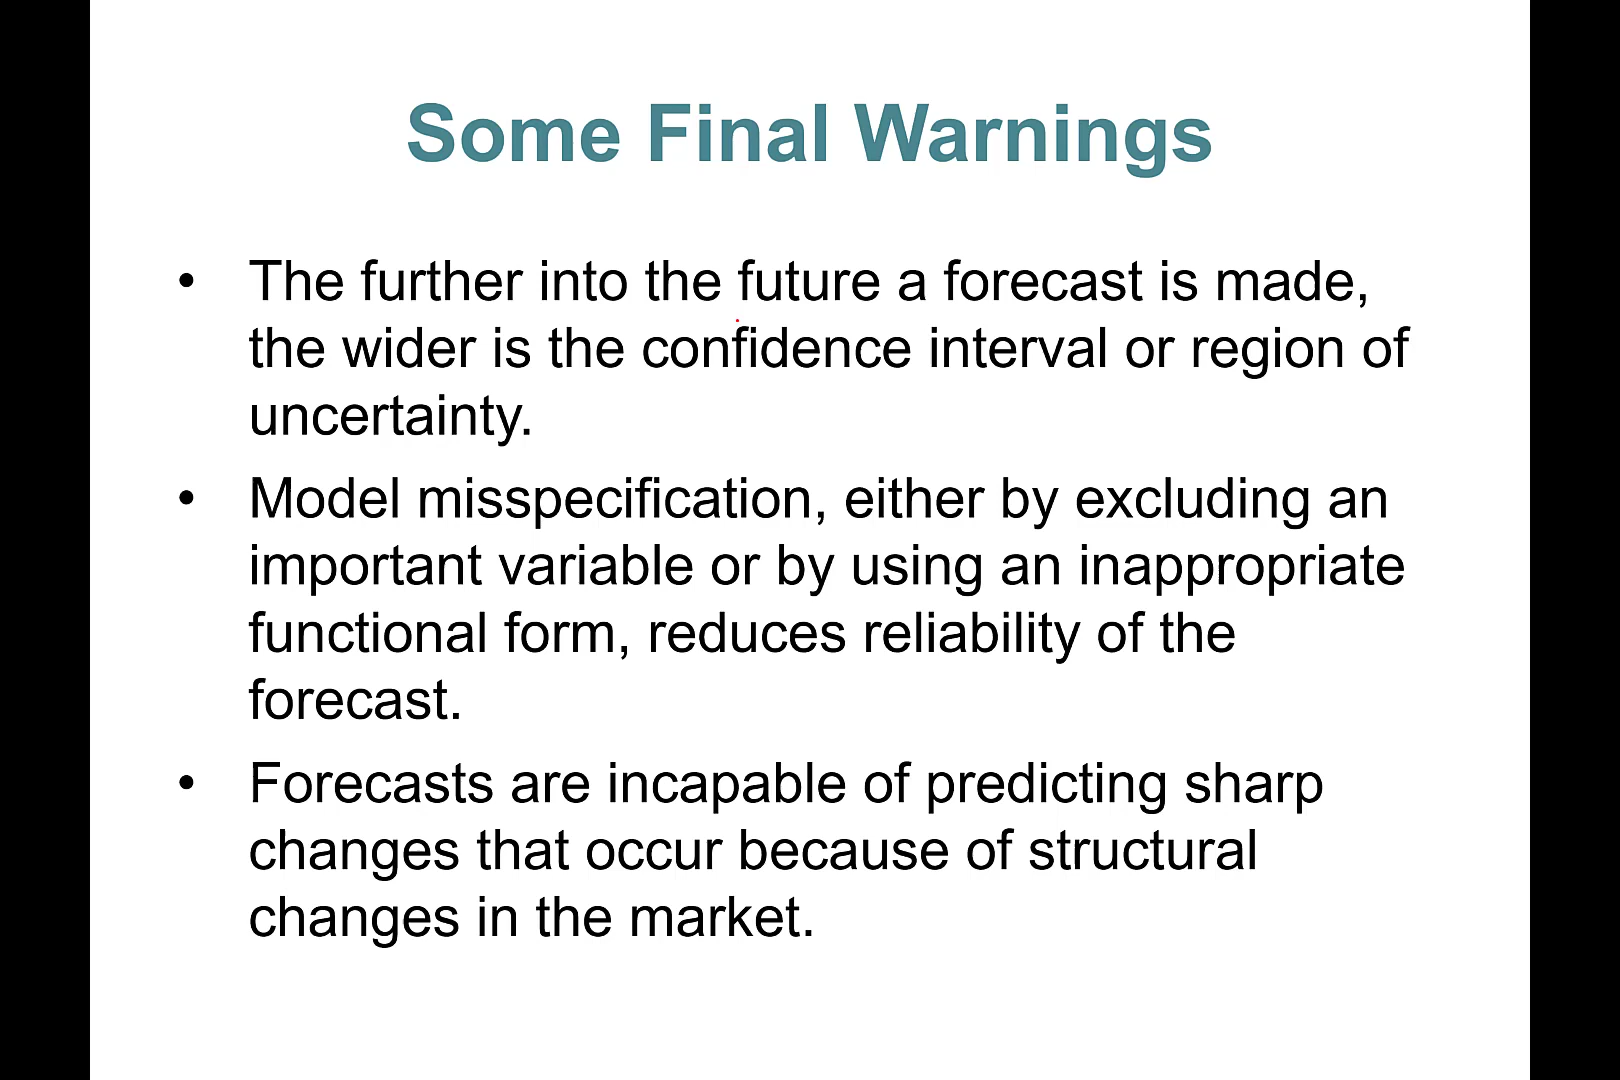 Some Final Warnings
• The further into the future a forecast is made,
the wider is the confidence interval or region of
uncertainty.
• Model misspecification, either by excluding an
important variable or by using an inappropriate
functional form, reduces reliability of the
forecast.
• Forecasts are incapable of predicting sharp
changes that occur because of structural
changes in the market.